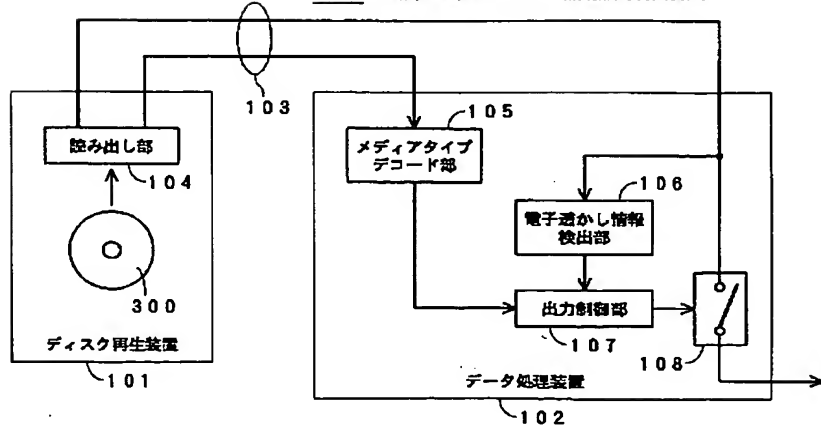 103
読み出し部
104
300
ディスク再生装置
101
105
メディアタイプ
デコード部
106
電子透かし情報
検出部
出力制御部
107
108
データ処理装置
102